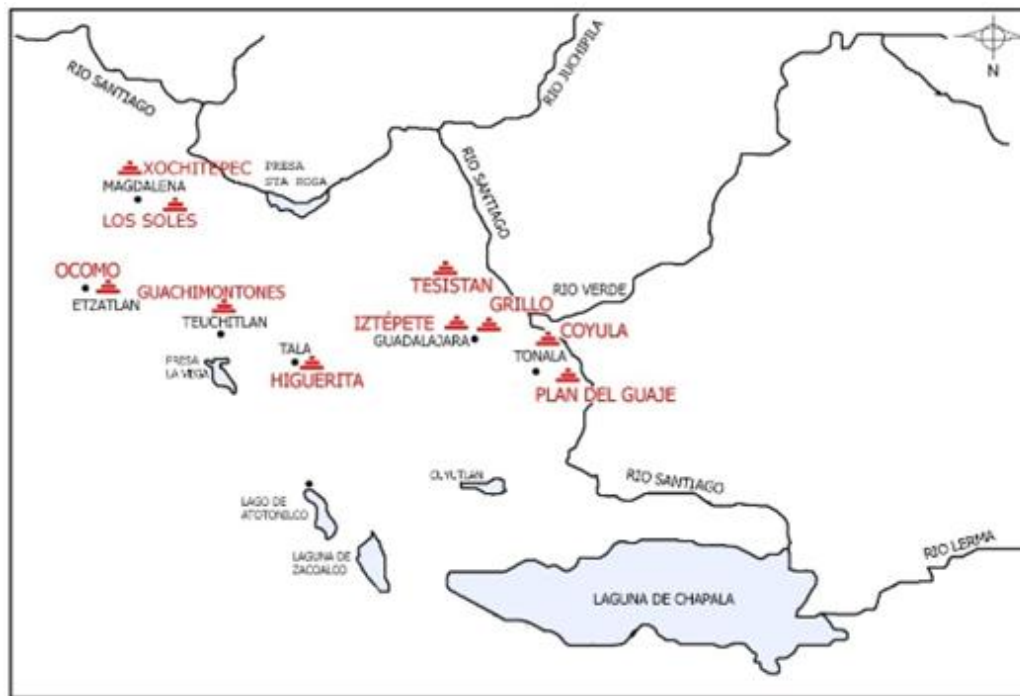 RIO SANTIAGO
RIO JUCHIPILA
N
XOCHITEPEC
MAGDALENA
LOS SOLES
PRESA
STA ROSA
RIO SANTIAGO
OCOMO
ETZATLAN
GUACHIMONTONES
TEUCHITLAN
TESISTAN
GRILLO
RIO VERDE
IZTÉPETE
GUADALAJARA
COYULA
TONALA
PRESA
LA VEGA
TALA
HIGUERITA
PLAN DEL GUAJE
RIO SANTIAGO
LAGO DE
ATOTONILCO
LAGUNA DE
ZACOALCO
LAGUNA DE CHAPALA
RIO LERMA